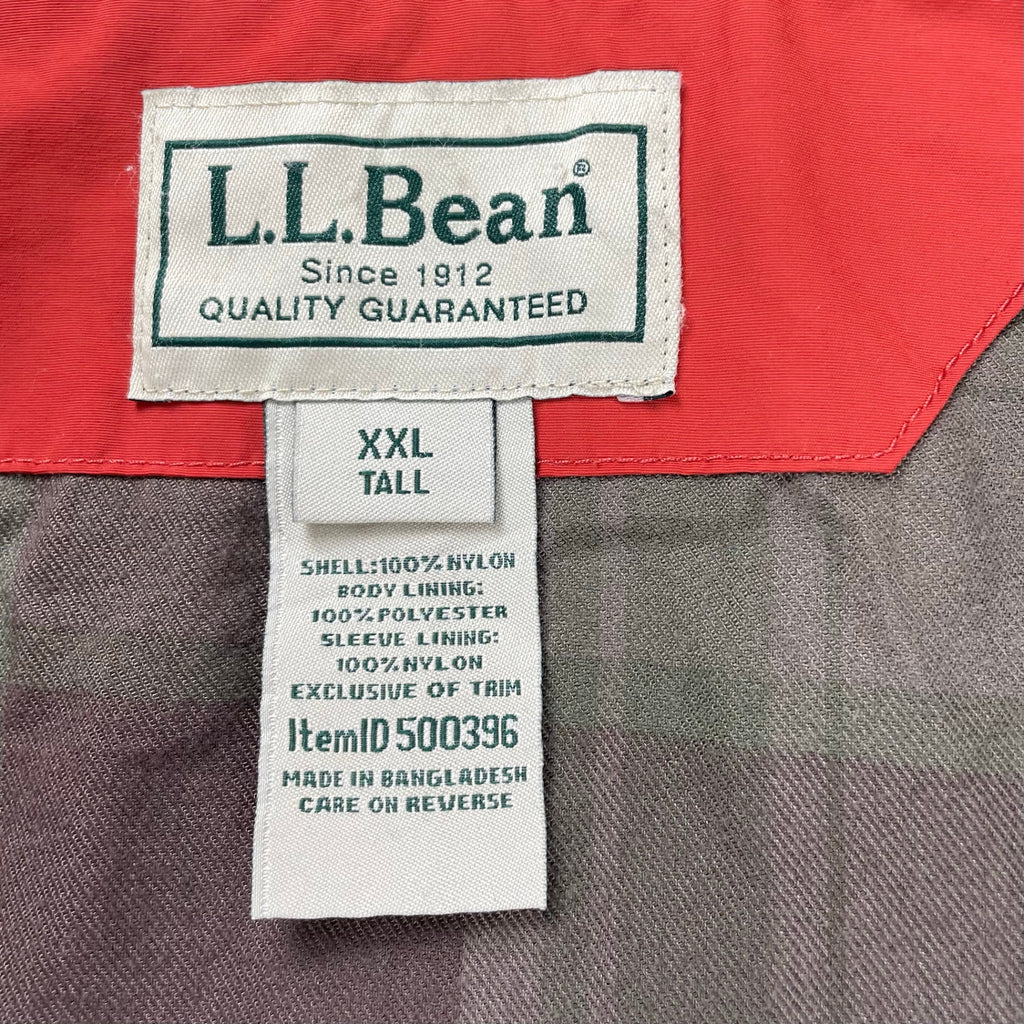 L.L.Bean®
Since 1912
QUALITY GUARANTEED
XXL
TALL
SHELL:100% NYLON
BODY LINING:
100% POLYESTER
SLEEVE LINING:
100% NYLON
EXCLUSIVE OF TRIM
ItemID 500396
MADE IN BANGLADESH
CARE ON REVERSE